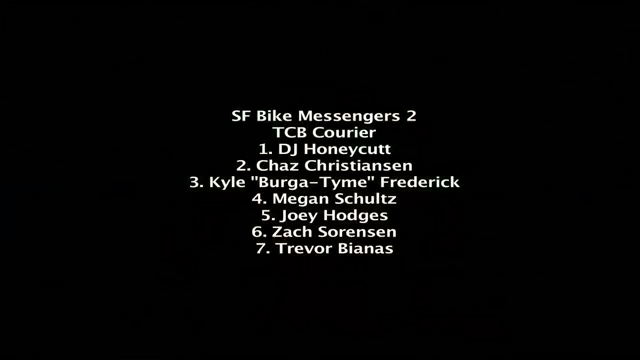 SF Bike Messengers 2
TCB Courier
1. DJ Honeycutt
2. Chaz Christiansen
3. Kyle "Burga-Tyme" Frederick
4. Megan Schultz
5. Joey Hodges
6. Zach Sorensen
7. Trevor Bianas